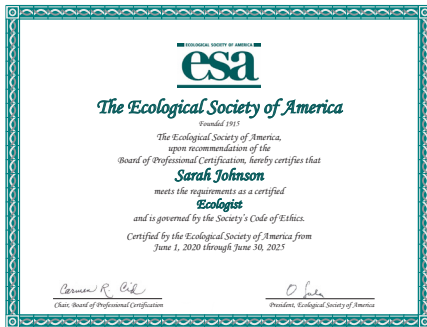 ECOLOGICAL SOCIETY OF AMERICA
esa
The Ecological Society of America
Founded 1915
The Ecological Society of America,
upon recommendation of the
Board of Professional Certification, hereby certifies that
Sarah Johnson
meets the requirements as a certified
Ecologist
and is governed by the Society's Code of Ethics.
Certified by the Ecological Society of America from
June 1, 2020 through June 30, 2025
Carmen R. Cid
Chair, Board of Professional Certification
President, Ecological Society of America